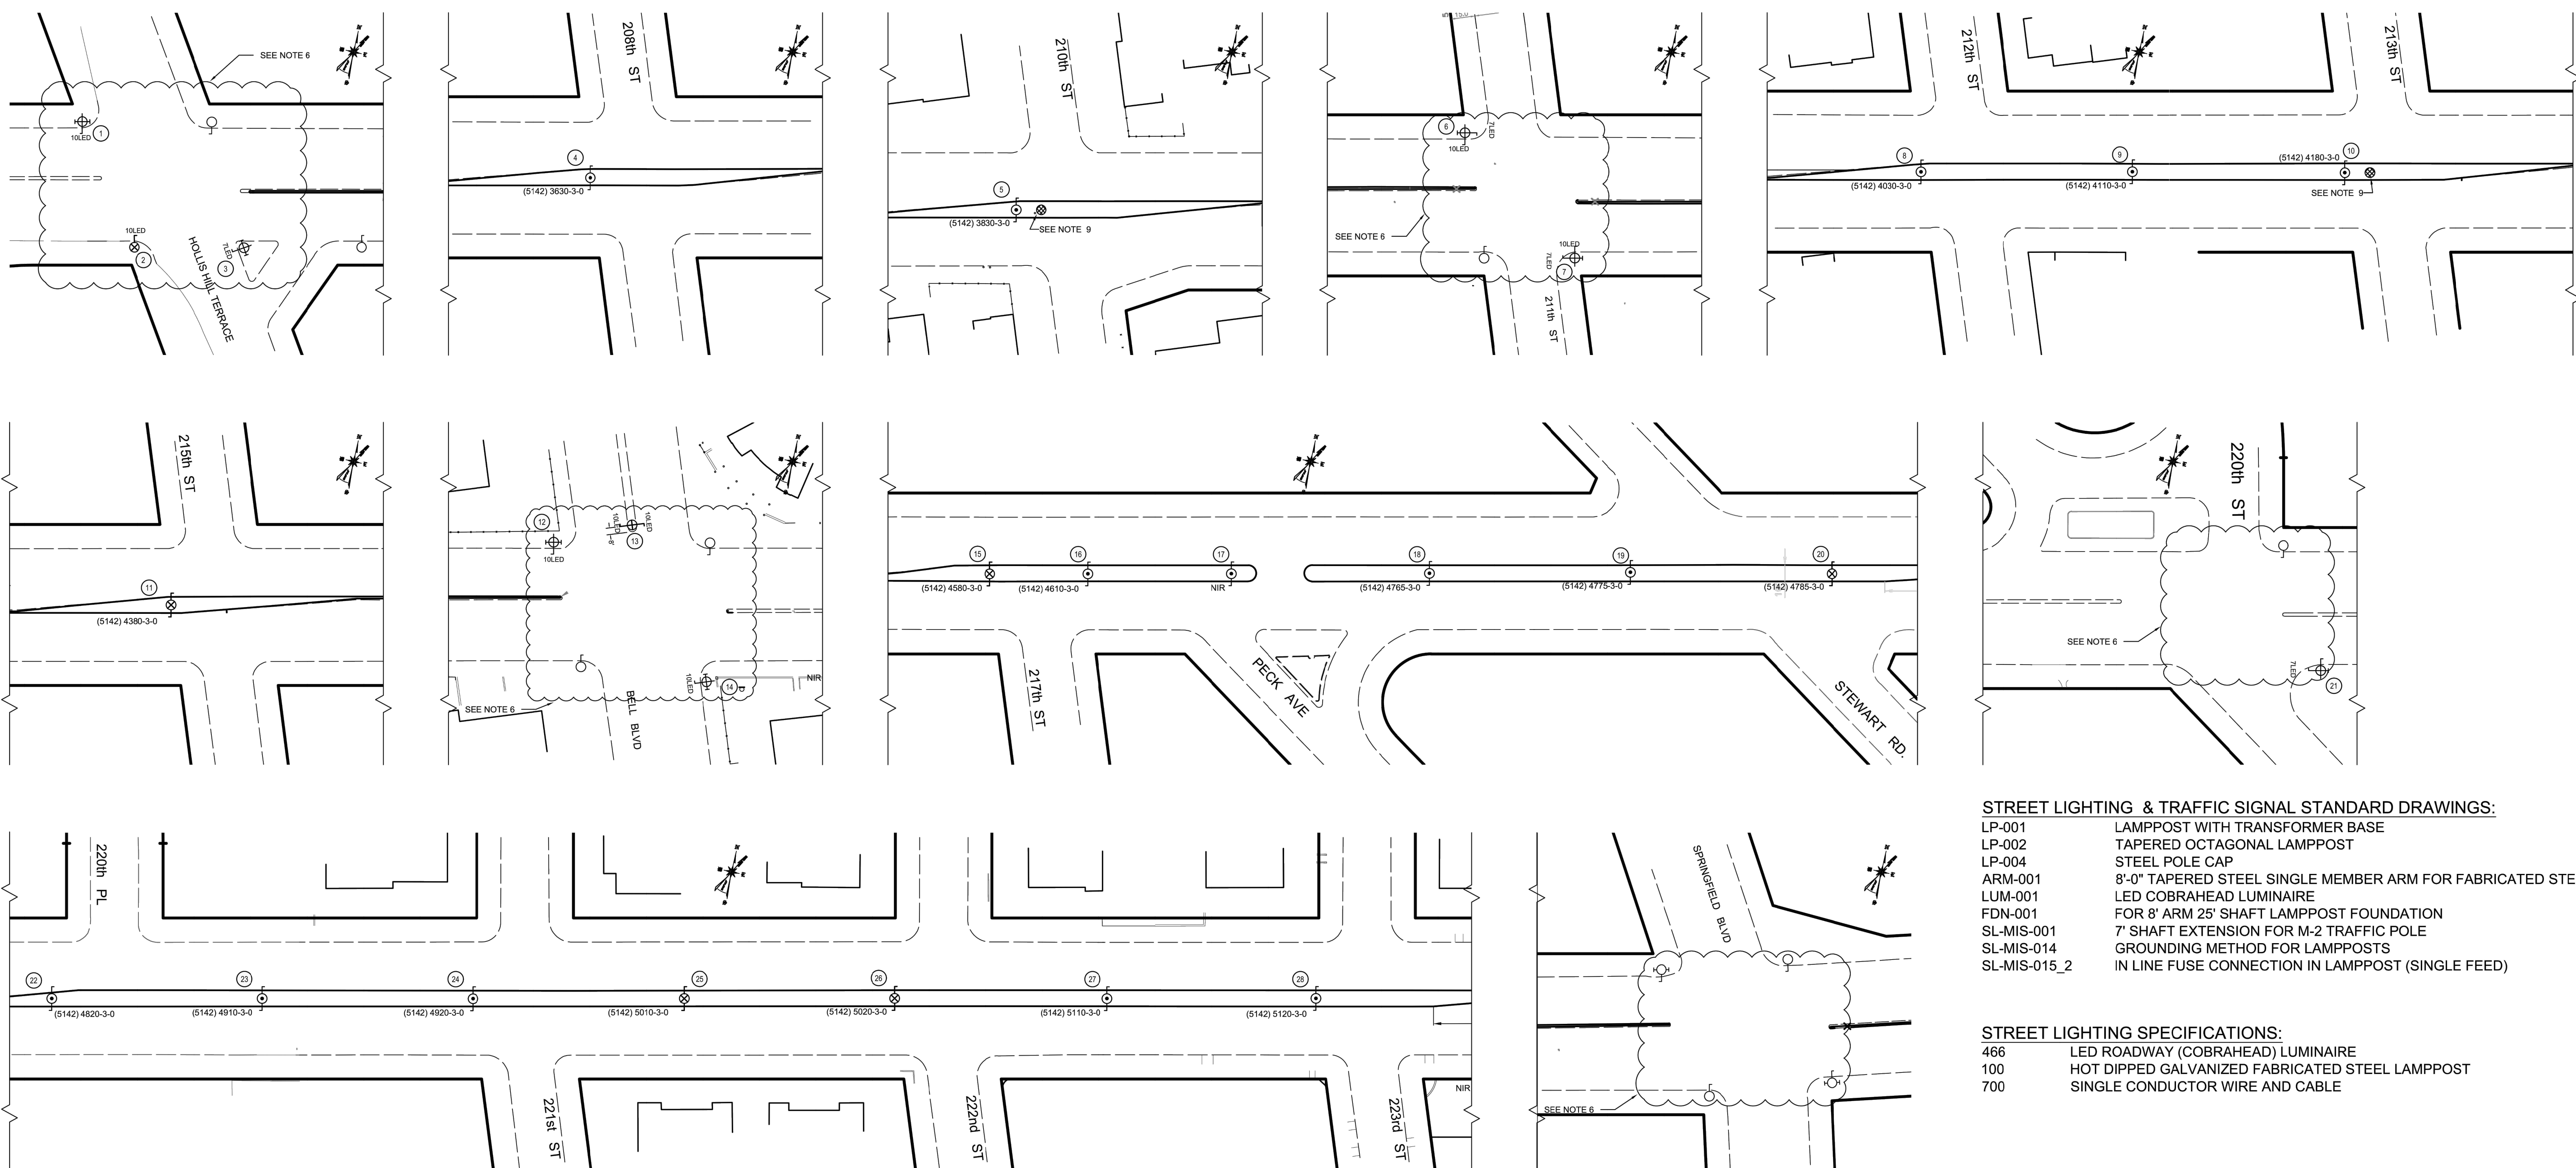 SEE NOTE 6
1
10LED
10LED
2
7LED
3
HOLLIS HILL TERRACE
208th ST
4
(5142) 3630-3-0
210th ST
5
(5142) 3830-3-0
SEE NOTE 9
6
7LED
10LED
SEE NOTE 6
10LED
7LED
7
211th ST
212th ST
213th ST
8
(5142) 4030-3-0
9
(5142) 4110-3-0
(5142) 4180-3-0
10
SEE NOTE 9
215th ST
11
(5142) 4380-3-0
12
10LED
10LED
10LED
8'
13
10LED
14
NIR
SEE NOTE 6
BELL BLVD
15
(5142) 4580-3-0
16
(5142) 4610-3-0
17
NIR
18
(5142) 4765-3-0
19
(5142) 4775-3-0
20
(5142) 4785-3-0
217th ST
PECK AVE
STEWART RD.
220th ST
SEE NOTE 6
7LED
21
220th PL
22
(5142) 4820-3-0
23
(5142) 4910-3-0
24
(5142) 4920-3-0
25
(5142) 5010-3-0
26
(5142) 5020-3-0
27
(5142) 5110-3-0
28
(5142) 5120-3-0
221st ST
222nd ST
223rd ST
NIR
SPRINGFIELD BLVD
SEE NOTE 6
STREET LIGHTING & TRAFFIC SIGNAL STANDARD DRAWINGS:
LP-001 LAMPPOST WITH TRANSFORMER BASE
LP-002 TAPERED OCTAGONAL LAMPPOST
LP-004 STEEL POLE CAP
ARM-001 8'-0" TAPERED STEEL SINGLE MEMBER ARM FOR FABRICATED STE
LUM-001 LED COBRAHEAD LUMINAIRE
FDN-001 FOR 8' ARM 25' SHAFT LAMPPOST FOUNDATION
SL-MIS-001 7' SHAFT EXTENSION FOR M-2 TRAFFIC POLE
SL-MIS-014 GROUNDING METHOD FOR LAMPPOSTS
SL-MIS-015_2 IN LINE FUSE CONNECTION IN LAMPPOST (SINGLE FEED)
STREET LIGHTING SPECIFICATIONS:
466 LED ROADWAY (COBRAHEAD) LUMINAIRE
100 HOT DIPPED GALVANIZED FABRICATED STEEL LAMPPOST
700 SINGLE CONDUCTOR WIRE AND CABLE